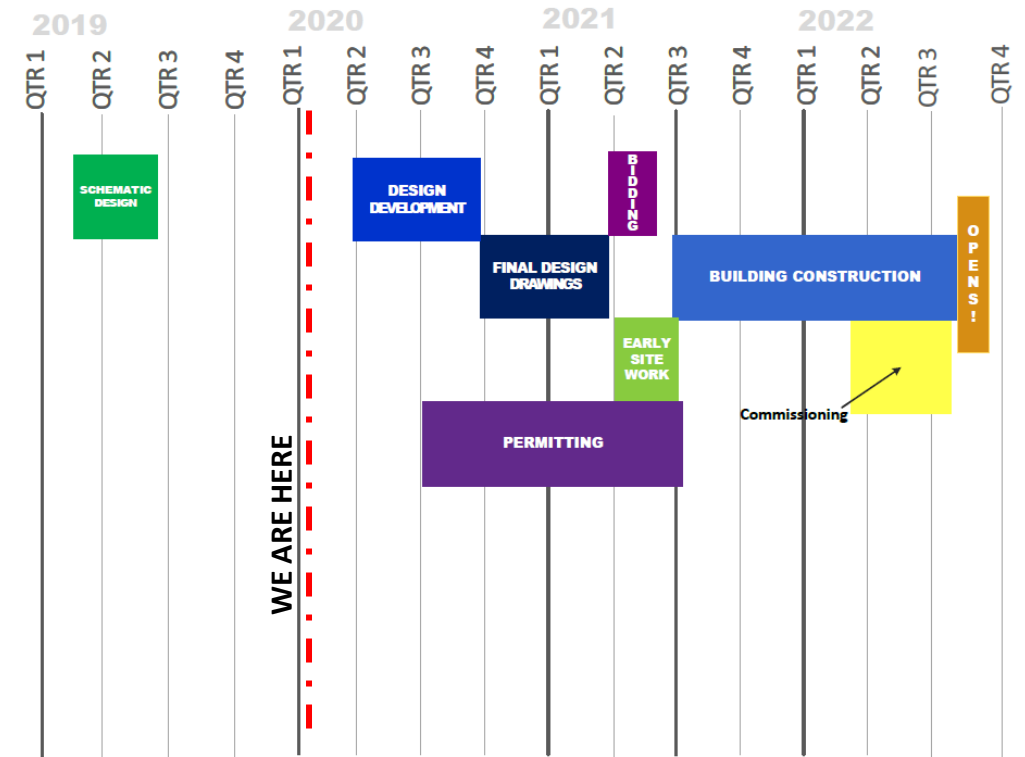 2019
2020
2021
2022
QTR 1
QTR 2
QTR 3
QTR 4
QTR 1
QTR 2
QTR 3
QTR 4
QTR 1
QTR 2
QTR 3
QTR 4
QTR 1
QTR 2
QTR 3
QTR 4
SCHEMATIC
DESIGN
DESIGN
DEVELOPMENT
BIDDING
FINAL DESIGN
DRAWINGS
BUILDING CONSTRUCTION
OPENS!
EARLY
SITE
WORK
Commissioning
PERMITTING
WE ARE HERE